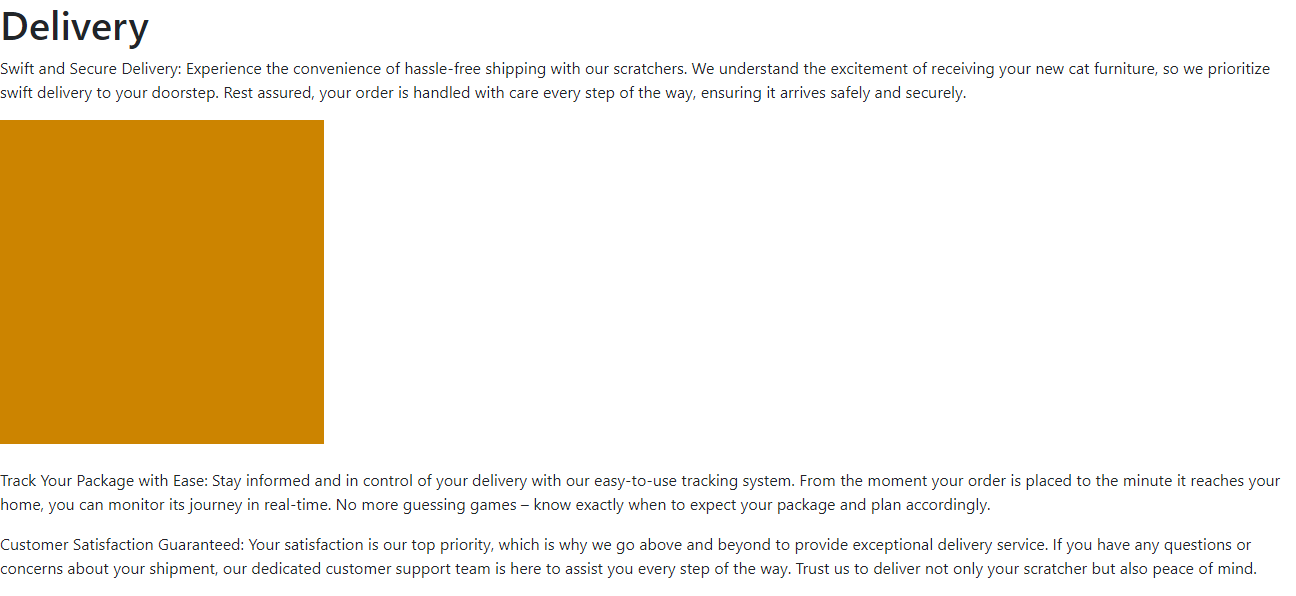 Delivery
Swift and Secure Delivery: Experience the convenience of hassle-free shipping with our scratchers. We understand the excitement of receiving your new cat furniture, so we prioritize
swift delivery to your doorstep. Rest assured, your order is handled with care every step of the way, ensuring it arrives safely and securely.
Track Your Package with Ease: Stay informed and in control of your delivery with our easy-to-use tracking system. From the moment your order is placed to the minute it reaches your
home, you can monitor its journey in real-time. No more guessing games – know exactly when to expect your package and plan accordingly.
Customer Satisfaction Guaranteed: Your satisfaction is our top priority, which is why we go above and beyond to provide exceptional delivery service. If you have any questions or
concerns about your shipment, our dedicated customer support team is here to assist you every step of the way. Trust us to deliver not only your scratcher but also peace of mind.